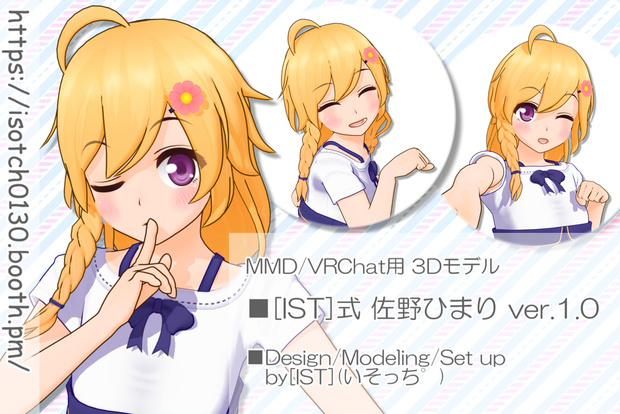 https://isotch0130.booth.pm/
MMD/VRChat用 3Dモデル
■[IST]式 佐野ひまり ver.1.0
■Design/Modeling/Set up
by[IST](いそっち゜)